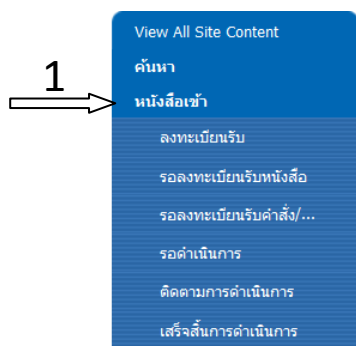 View All Site Content
ค้นหา
1
หนังสือเข้า
ลงทะเบียนรับ
รอลงทะเบียนรับหนังสือ
รอลงทะเบียนรับคำสั่ง/...
รอดำเนินการ
ติดตามการดำเนินการ
เสร็จสิ้นการดำเนินการ